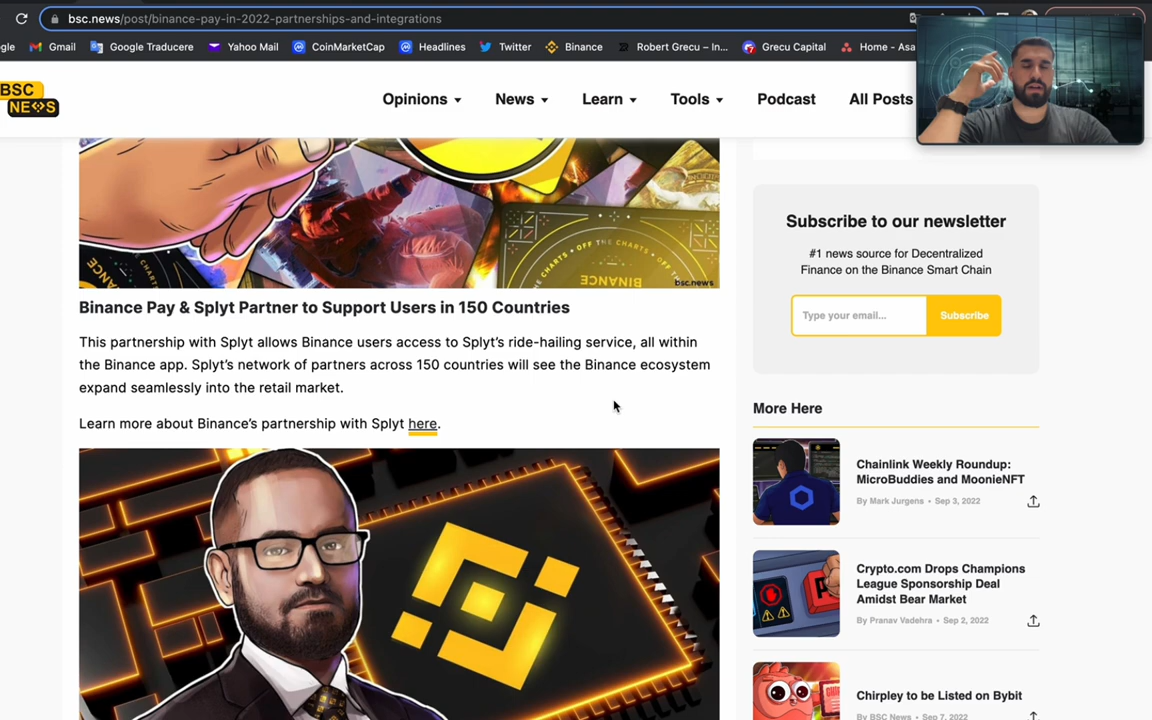 bsc.news/post/binance-pay-in-2022-partnerships-and-integrations
gle Gmail Google Traducere Yahoo Mail CoinMarketCap Headlines Twitter Binance Robert Grecu – In... Grecu Capital Home - Asa
BSC
NEWS
Opinions News Learn Tools Podcast All Posts
OFF THE CHARTS
BINANCE
bsc.news
Binance Pay & Splyt Partner to Support Users in 150 Countries
This partnership with Splyt allows Binance users access to Splyt's ride-hailing service, all within
the Binance app. Splyt's network of partners across 150 countries will see the Binance ecosystem
expand seamlessly into the retail market.
Learn more about Binance's partnership with Splyt here.
Subscribe to our newsletter
#1 news source for Decentralized
Finance on the Binance Smart Chain
Type your email... Subscribe
More Here
Chainlink Weekly Roundup:
MicroBuddies and MoonieNFT
By Mark Jurgens • Sep 3, 2022
Crypto.com Drops Champions
League Sponsorship Deal
Amidst Bear Market
By Pranav Vadehra • Sep 2, 2022
Chirpley to be Listed on Bybit
By BSC News • Sep 7, 2022